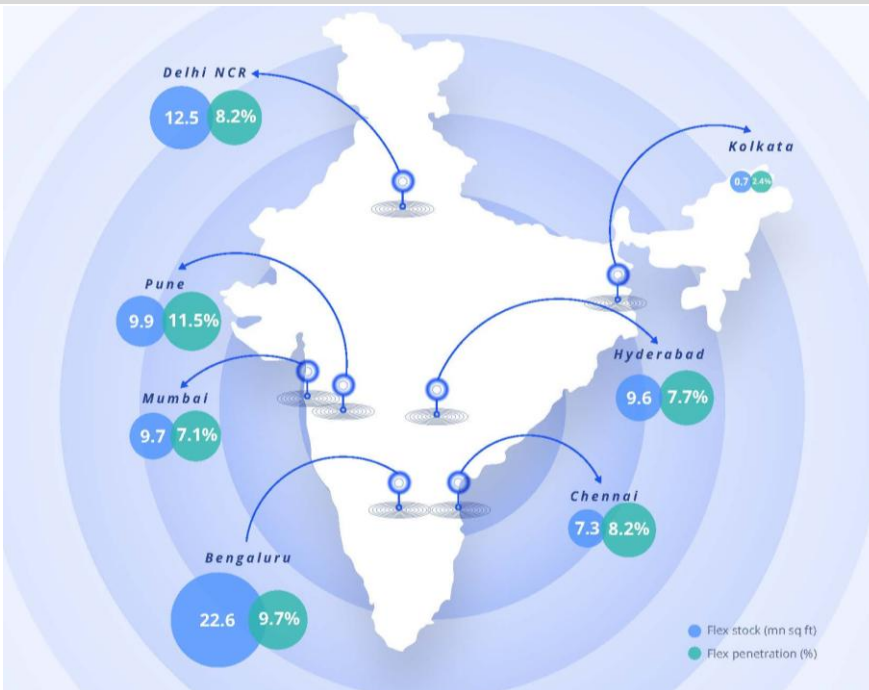 Delhi NCR
12.5 8.2%
Kolkata
0.7 2.4%
Pune
9.9 11.5%
Hyderabad
9.6 7.7%
Mumbai
9.7 7.1%
Chennai
7.3 8.2%
Bengaluru
22.6 9.7%
Flex stock (mn sq ft)
Flex penetration (%)